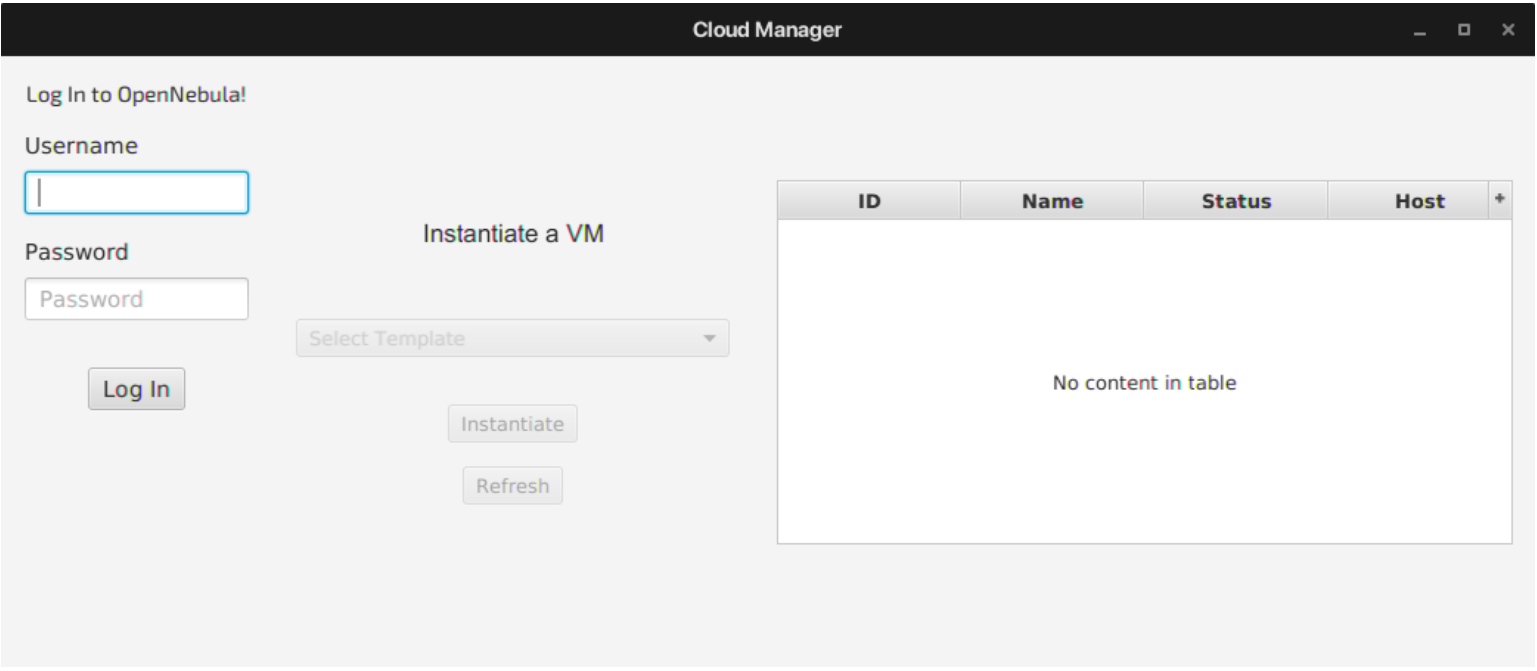 Cloud Manager
Log In to OpenNebula!
Username
Password
Password
Log In
Instantiate a VM
Select Template
Instantiate
Refresh
ID Name Status Host +
No content in table